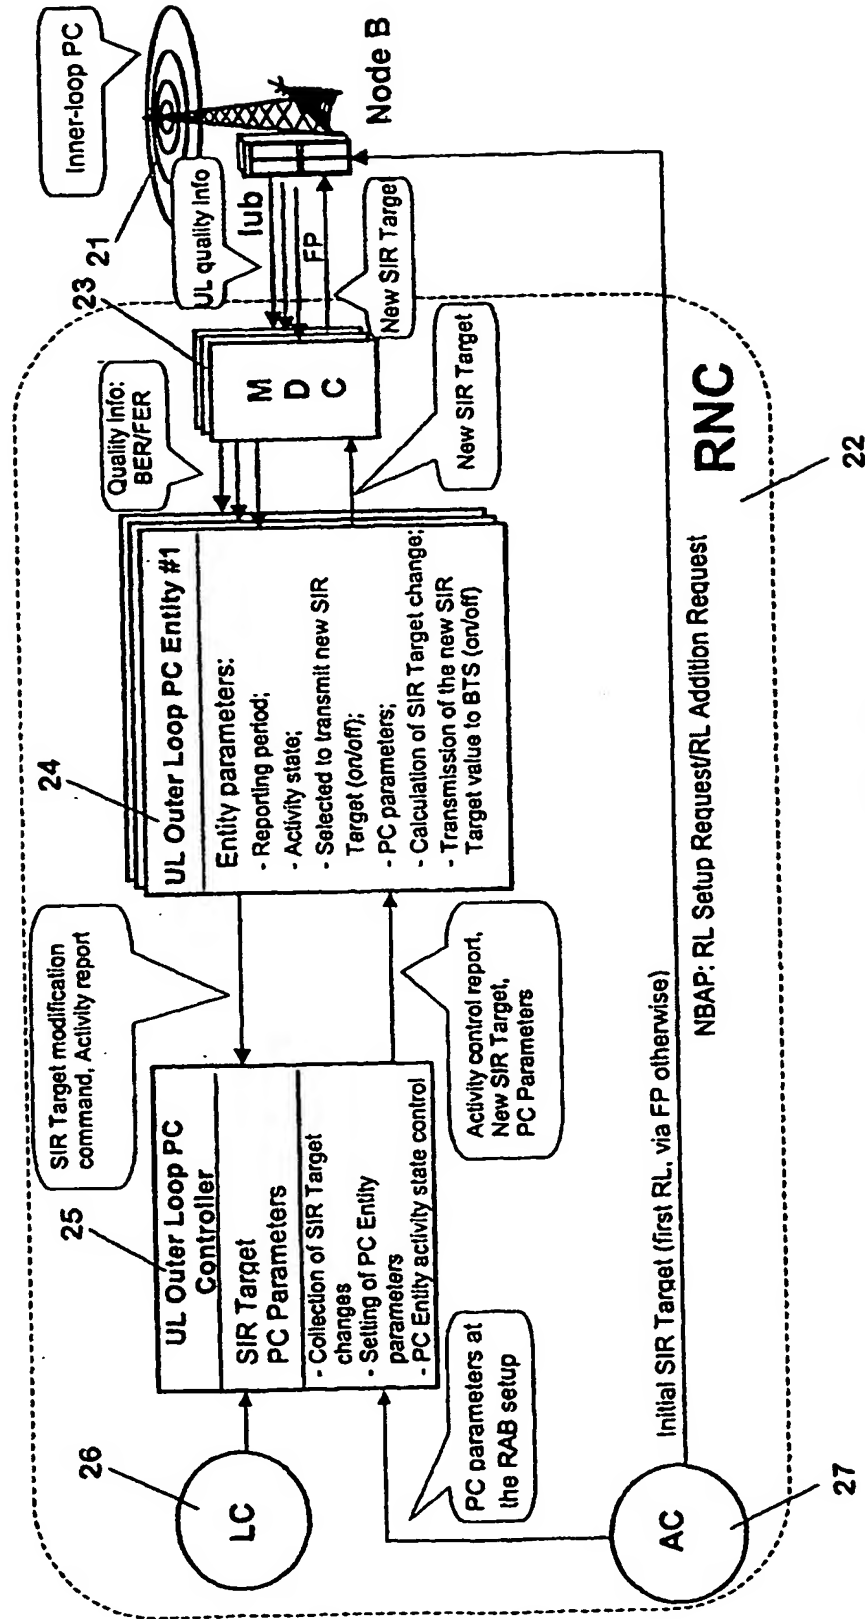 26
LC
25
UL Outer Loop PC
Controller
SIR Target
PC Parameters
- Collection of SIR Target
changes
- Setting of PC Entity
parameters
- PC Entity activity state control
SIR Target modification
command, Activity report
Activity control report,
New SIR Target,
PC Parameters
PC parameters at
the RAB setup
24
UL Outer Loop PC Entity #1
Entity parameters:
- Reporting period;
- Activity state;
- Selected to transmit new SIR
Target (on/off);
- PC parameters;
- Calculation of SIR Target change;
- Transmission of the new SIR
Target value to BTS (on/off)
Quality Info:
BER/FER
New SIR Target
23
M
D
C
21
Inner-loop PC
UL quality Info
Iub
FP
New SIR Target
Node B
AC
27
Initial SIR Target (first RL, via FP otherwise)
NBAP: RL Setup Request/RL Addition Request
RNC
22